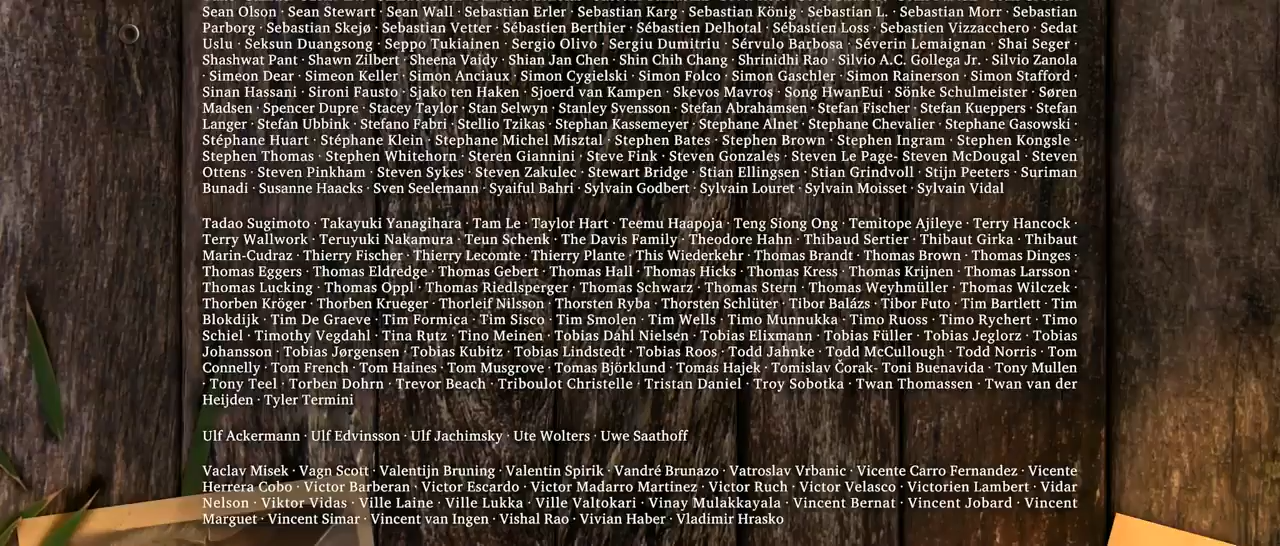 Sean Olson · Sean Stewart · Sean Wall · Sebastian Erler · Sebastian Karg · Sebastian König · Sebastian L. · Sebastian Morr · Sebastian
Parborg · Sebastian Skejø · Sebastian Vetter · Sébastien Berthier · Sébastien Delhotal · Sébastien Loss · Sebastien Vizzacchero · Sedat
Uslu · Seksun Duangsong · Seppo Tukiainen · Sergio Olivo · Sergiu Dumitriu · Sérvulo Barbosa · Séverin Lemaignan · Shai Seger ·
Shashwat Pant · Shawn Zilbert · Sheena Vaidy · Shian Jan Chen · Shin Chih Chang · Shrinidhi Rao · Silvio A.C. Gollega Jr. · Silvio Zanola
· Simeon Dear · Simeon Keller · Simon Anciaux · Simon Cygielski · Simon Folco · Simon Gaschler · Simon Rainerson · Simon Stafford ·
Sinan Hassani · Sironi Fausto · Sjako ten Haken · Sjoerd van Kampen · Skevos Mavros · Song HwanEui · Sönke Schulmeister · Søren
Madsen · Spencer Dupre · Stacey Taylor · Stan Selwyn · Stanley Svensson · Stefan Abrahamsen · Stefan Fischer · Stefan Kueppers · Stefan
Langer · Stefan Ubbink · Stefano Fabri · Stellio Tzikas · Stephan Kassemeyer · Stephane Alnet · Stephane Chevalier · Stephane Gasowski ·
Stéphane Huart · Stéphane Klein · Stephane Michel Misztal · Stephen Bates · Stephen Brown · Stephen Ingram · Stephen Kongsle ·
Stephen Thomas · Stephen Whitehorn · Steren Giannini · Steve Fink · Steven Gonzales · Steven Le Page- Steven McDougal · Steven
Ottens · Steven Pinkham · Steven Sykes · Steven Zakulec · Stewart Bridge · Stian Ellingsen · Stian Grindvoll · Stijn Peeters · Suriman
Bunadi · Susanne Haacks · Sven Seelemann · Syaiful Bahri · Sylvain Godbert · Sylvain Louret · Sylvain Moisset · Sylvain Vidal
Tadao Sugimoto · Takayuki Yanagihara · Tam Le · Taylor Hart · Teemu Haapoja · Teng Siong Ong · Temitope Ajileye · Terry Hancock ·
Terry Wallwork · Teruyuki Nakamura · Teun Schenk · The Davis Family · Theodore Hahn · Thibaud Sertier · Thibaut Girka · Thibaut
Marin-Cudraz · Thierry Fischer · Thierry Lecomte · Thierry Plante · This Wiederkehr · Thomas Brandt · Thomas Brown · Thomas Dinges ·
Thomas Eggers · Thomas Eldredge · Thomas Gebert · Thomas Hall · Thomas Hicks · Thomas Kress · Thomas Krijnen · Thomas Larsson ·
Thomas Lucking · Thomas Oppl · Thomas Riedlsperger · Thomas Schwarz · Thomas Stern · Thomas Weyhmüller · Thomas Wilczek ·
Thorben Kröger · Thorben Krueger · Thorleif Nilsson · Thorsten Ryba · Thorsten Schlüter · Tibor Balázs · Tibor Futo · Tim Bartlett · Tim
Blokdijk · Tim De Graeve · Tim Formica · Tim Sisco · Tim Smolen · Tim Wells · Timo Munnukka · Timo Ruoss · Timo Rychert · Timo
Schiel · Timothy Vegdahl · Tina Rutz · Tino Meinen · Tobias Dahl Nielsen · Tobias Elixmann · Tobias Füller · Tobias Jeglorz · Tobias
Johansson · Tobias Jørgensen · Tobias Kubitz · Tobias Lindstedt · Tobias Roos · Todd Jahnke · Todd McCullough · Todd Norris · Tom
Connelly · Tom French · Tom Haines · Tom Musgrove · Tomas Björklund · Tomas Hajek · Tomislav Čorak- Toni Buenavida · Tony Mullen
· Tony Teel · Torben Dohrn · Trevor Beach · Triboulot Christelle · Tristan Daniel · Troy Sobotka · Twan Thomassen · Twan van der
Heijden · Tyler Termini
Ulf Ackermann · Ulf Edvinsson · Ulf Jachimsky · Ute Wolters · Uwe Saathoff
Vaclav Misek · Vagn Scott · Valentijn Bruning · Valentin Spirik · Vandré Brunazo · Vatroslav Vrbanic · Vicente Carro Fernandez · Vicente
Herrera Cobo · Victor Barberan · Victor Escardo · Victor Madarro Martinez · Victor Ruch · Victor Velasco · Victorien Lambert · Vidar
Nelson · Viktor Vidas · Ville Laine · Ville Lukka · Ville Valtokari · Vinay Mulakkayala · Vincent Bernat · Vincent Jobard · Vincent
Marguet · Vincent Simar · Vincent van Ingen · Vishal Rao · Vivian Haber · Vladimir Hrasko